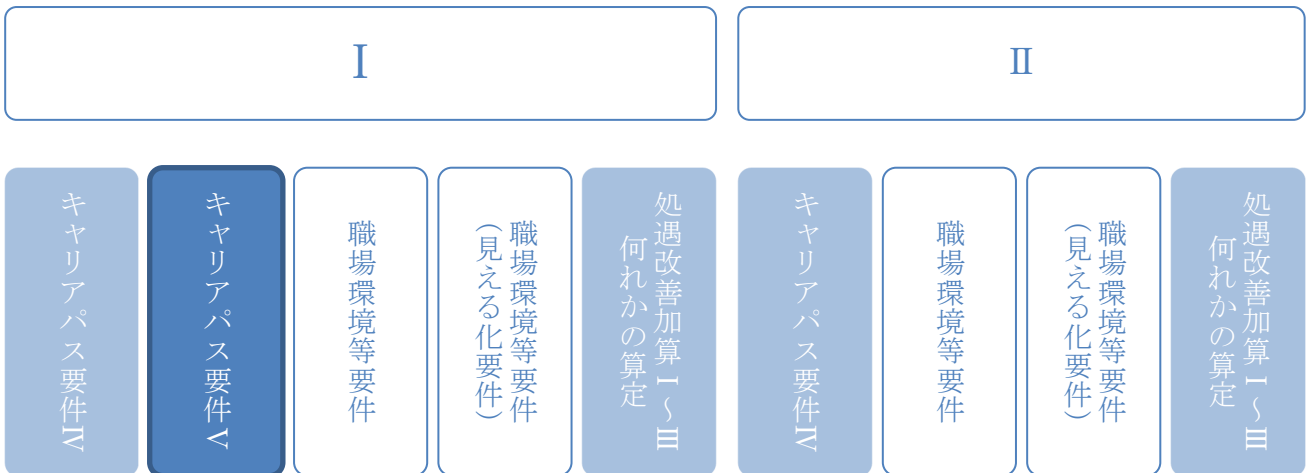 Ⅰ
Ⅱ
キャリアパス要件Ⅳ
キャリアパス要件Ⅴ
職場環境等要件
職場環境等要件
（見える化要件）
処遇改善加算Ⅰ～Ⅲ
何れかの算定
キャリアパス要件Ⅳ
職場環境等要件
職場環境等要件
（見える化要件）
処遇改善加算Ⅰ～Ⅲ
何れかの算定